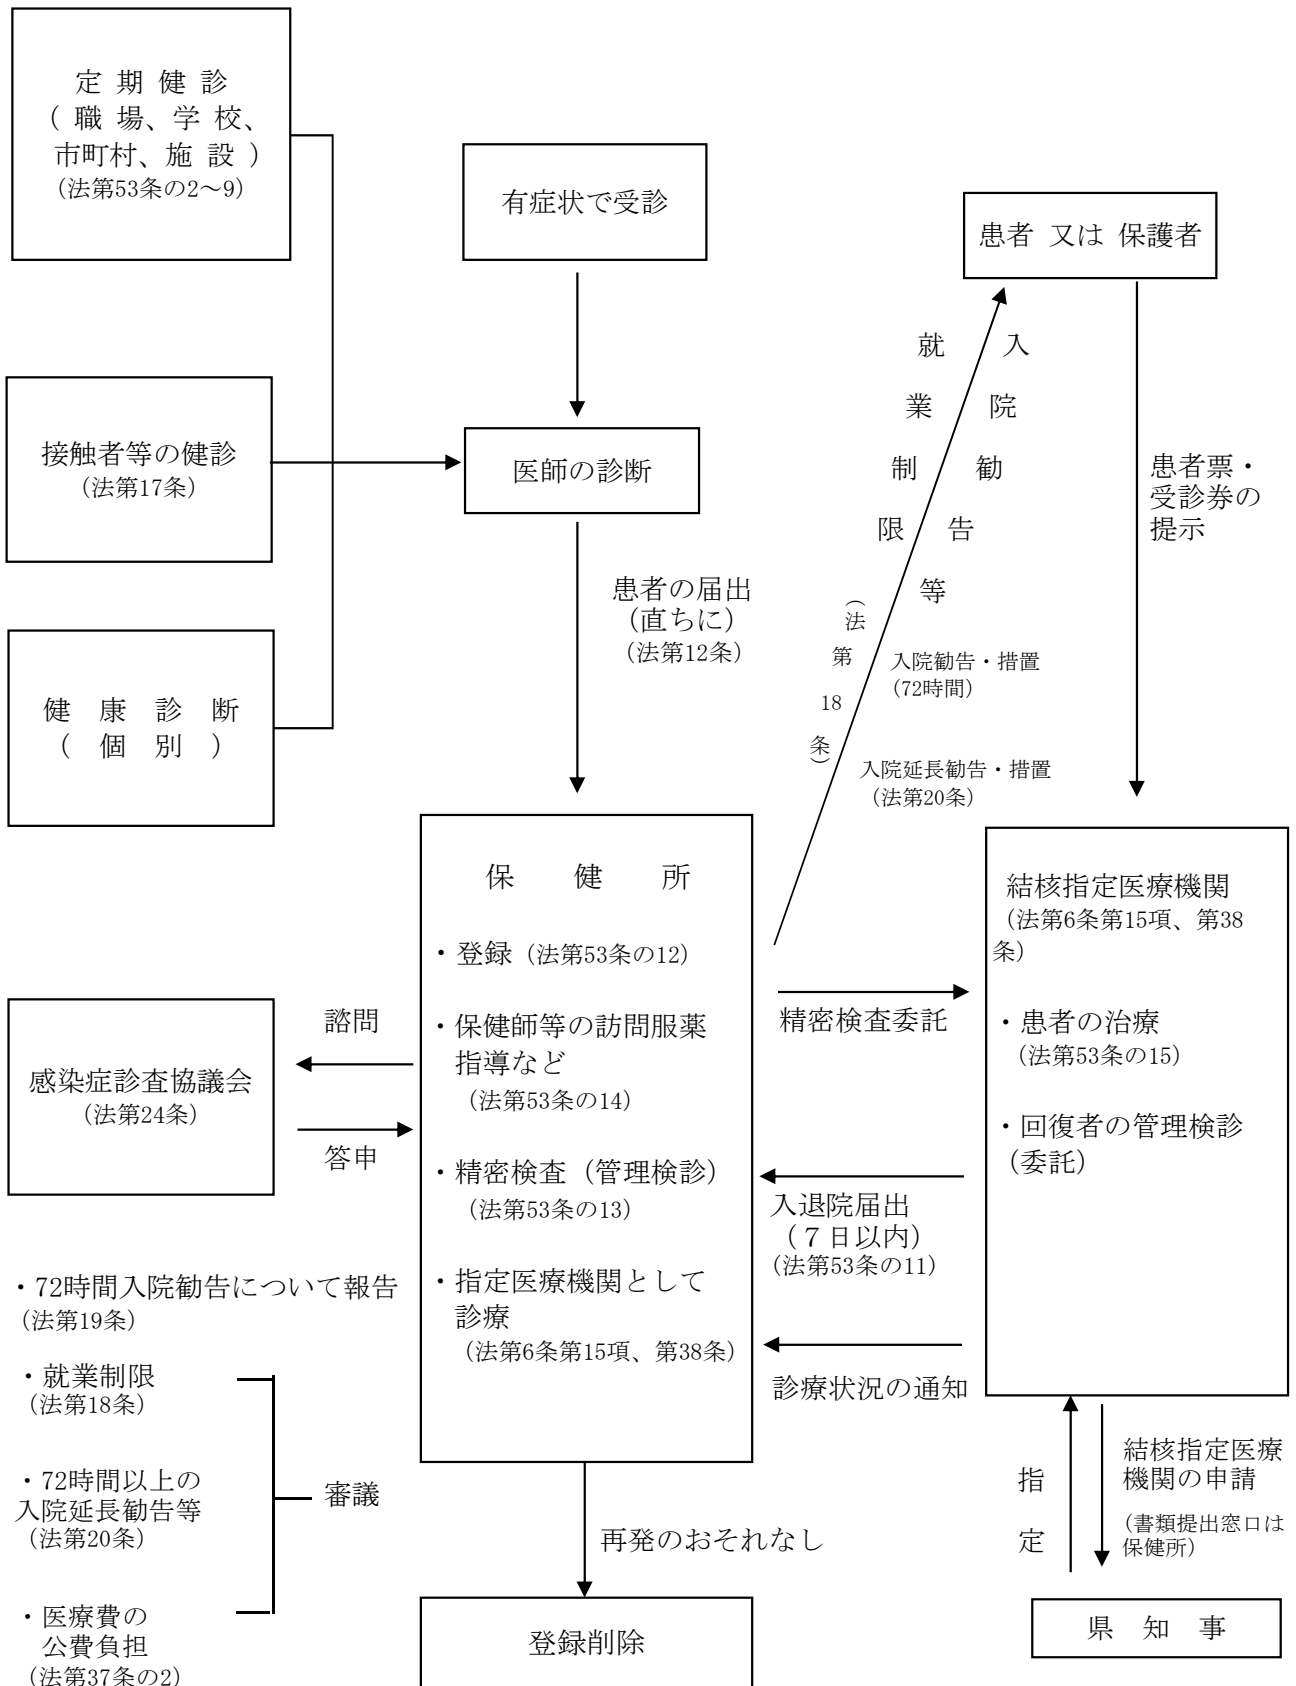 定 期 健 診
( 職 場、学 校、
市町村、施 設 )
(法第53条の2～9)
有症状で受診
患者 又は 保護者
接触者等の健診
(法第17条)
医師の診断
健 康 診 断
( 個 別 )
患者の届出
(直ちに)
(法第12条)
就業制限
入院勧告等
(法第18条)
入院勧告・措置
(72時間)
入院延長勧告・措置
(法第20条)
患者票・
受診券の
提示
保 健 所
・登録(法第53条の12)
・保健師等の訪問服薬
指導など
(法第53条の14)
・精密検査(管理検診)
(法第53条の13)
・指定医療機関として
診療
(法第6条第15項、第38条)
結核指定医療機関
(法第6条第15項、第38
条)
・患者の治療
(法第53条の15)
・回復者の管理検診
(委託)
精密検査委託
入退院届出
(７日以内)
(法第53条の11)
診療状況の通知
諮問
感染症診査協議会
(法第24条)
答申
・72時間入院勧告について報告
(法第19条)
・就業制限
(法第18条)
・72時間以上の
入院延長勧告等
(法第20条)
・医療費の
公費負担
(法第37条の2)
審議
再発のおそれなし
登録削除
指定
結核指定医療
機関の申請
(書類提出窓口は
保健所)
県 知 事